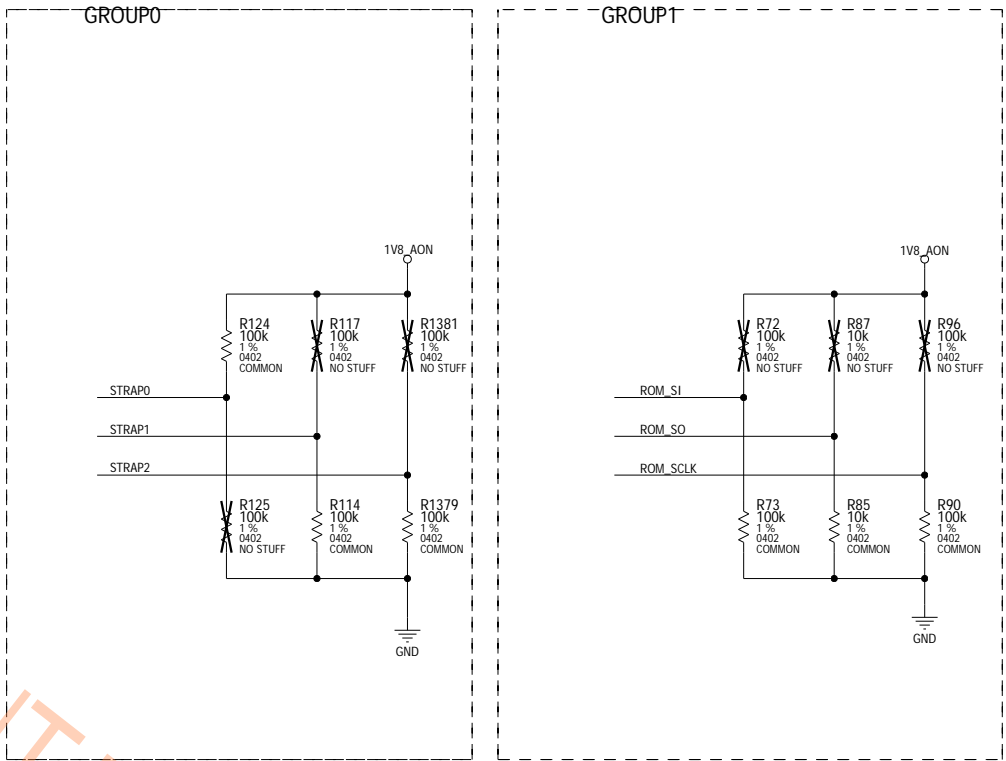 GROUP0
1V8_AON
R124
100k
1 %
0402
COMMON
R117
100k
1 %
0402
NO STUFF
R1381
100k
1 %
0402
NO STUFF
STRAP0
STRAP1
STRAP2
R125
100k
1 %
0402
NO STUFF
R114
100k
1 %
0402
COMMON
R1379
100k
1 %
0402
COMMON
GND
GROUP1
1V8_AON
R72
100k
1 %
0402
NO STUFF
R87
10k
1 %
0402
NO STUFF
R96
100k
1 %
0402
NO STUFF
ROM_SI
ROM_SO
ROM_SCLK
R73
100k
1 %
0402
COMMON
R85
10k
1 %
0402
COMMON
R90
100k
1 %
0402
COMMON
GND